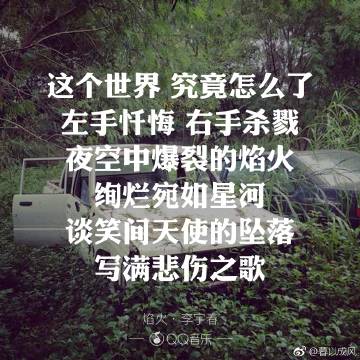 这个世界 究竟怎么了
左手忏悔 右手杀戮
夜空中爆裂的焰火
绚烂宛如星河
谈笑间天使的坠落
写满悲伤之歌
焰火·李宇春
QQ音乐
@暮以成风